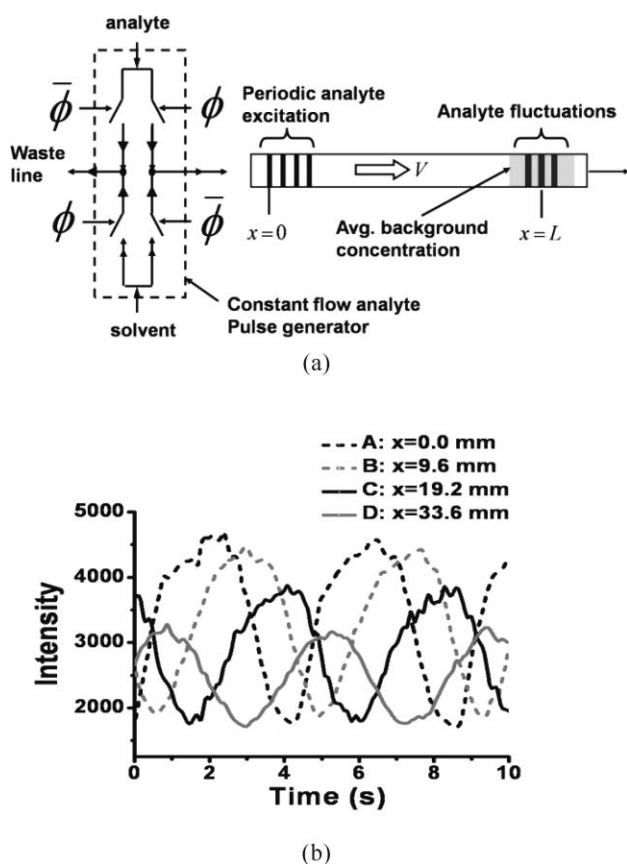 analyte
ϕ̅
ϕ
Waste
line
ϕ
ϕ̅
solvent
Constant flow analyte
Pulse generator
Periodic analyte
excitation
Analyte fluctuations
V
x=0
Avg. background
concentration
x=L
(a)
A: x=0.0 mm
B: x=9.6 mm
C: x=19.2 mm
D: x=33.6 mm
5000
4000
3000
2000
Intensity
0 2 4 6 8 10
Time (s)
(b)